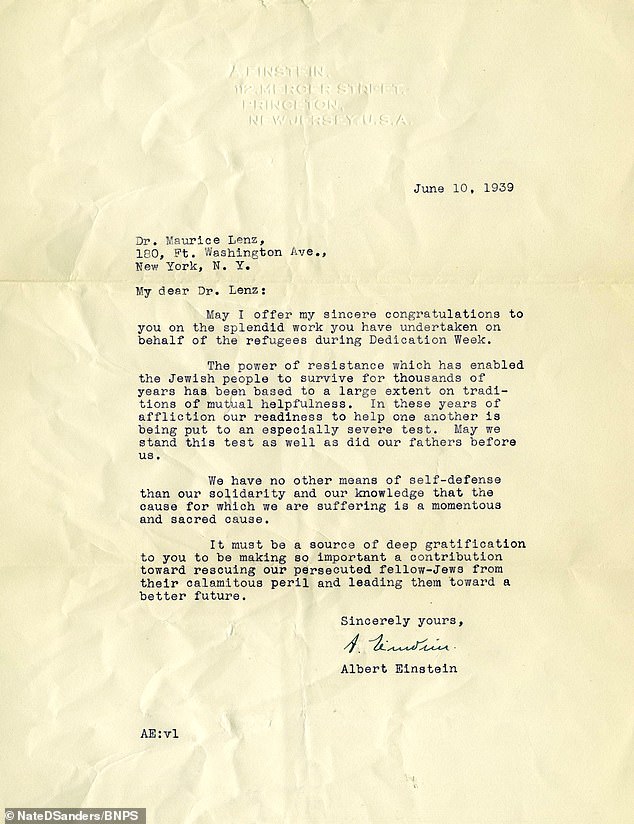 A. EINSTEIN.
112, MERCER STREET,
PRINCETON,
NEW JERSEY, U.S.A.
June 10, 1939
Dr. Maurice Lenz,
180, Ft. Washington Ave.,
New York, N. Y.
My dear Dr. Lenz:
May I offer my sincere congratulations to
you on the splendid work you have undertaken on
behalf of the refugees during Dedication Week.
The power of resistance which has enabled
the Jewish people to survive for thousands of
years has been based to a large extent on tradi-
tions of mutual helpfulness. In these years of
affliction our readiness to help one another is
being put to an especially severe test. May we
stand this test as well as did our fathers before
us.
We have no other means of self-defense
than our solidarity and our knowledge that the
cause for which we are suffering is a momentous
and sacred cause.
It must be a source of deep gratification
to you to be making so important a contribution
toward rescuing our persecuted fellow-Jews from
their calamitous peril and leading them toward a
better future.
Sincerely yours,
A. Einstein.
Albert Einstein
AE:vl
© NateDSanders/BNPS